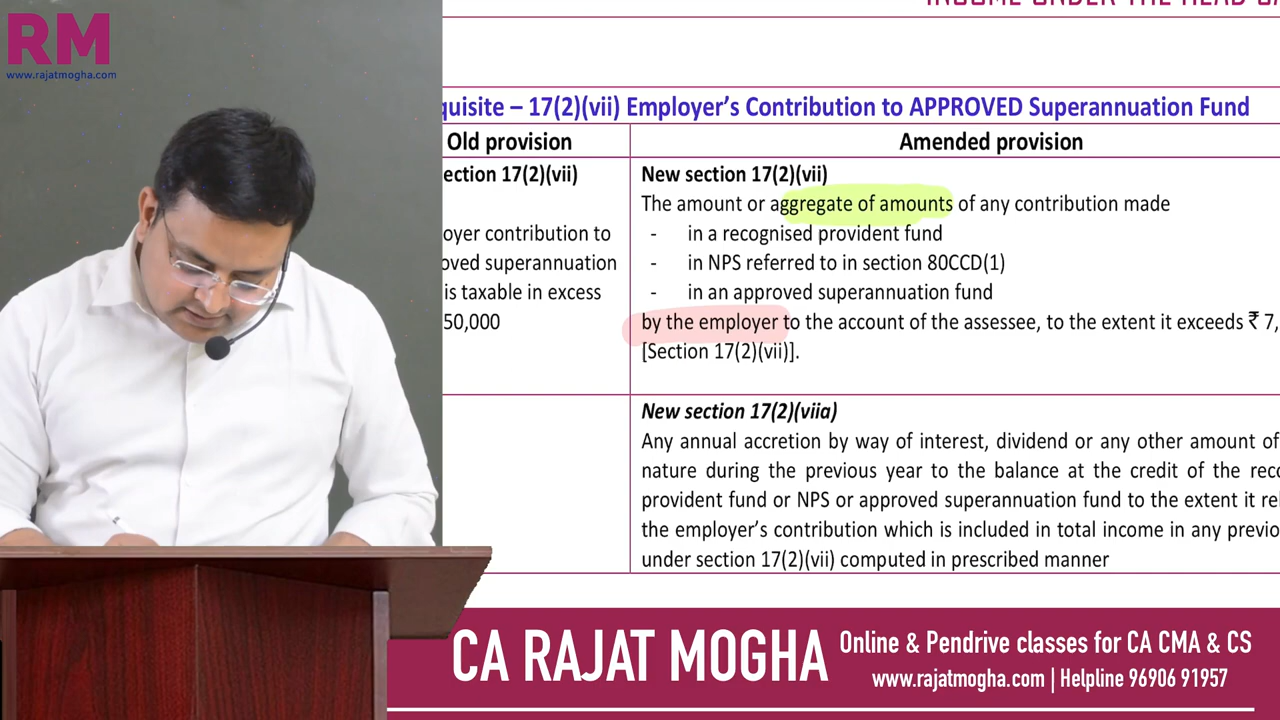 RM
www.rajatmogha.com
INCOME UNDER THE HEAD
quisite – 17(2)(vii) Employer's Contribution to APPROVED Superannuation Fund
Old provision
Amended provision
ection 17(2)(vii)
oyer contribution to
oved superannuation
is taxable in excess
50,000
New section 17(2)(vii)
The amount or aggregate of amounts of any contribution made
- in a recognised provident fund
- in NPS referred to in section 80CCD(1)
- in an approved superannuation fund
by the employer to the account of the assessee, to the extent it exceeds ₹ 7,
[Section 17(2)(vii)].
New section 17(2)(viia)
Any annual accretion by way of interest, dividend or any other amount of
nature during the previous year to the balance at the credit of the reco
provident fund or NPS or approved superannuation fund to the extent it re
the employer's contribution which is included in total income in any previo
under section 17(2)(vii) computed in prescribed manner
CA RAJAT MOGHA
Online & Pendrive classes for CA CMA & CS
www.rajatmogha.com | Helpline 96906 91957